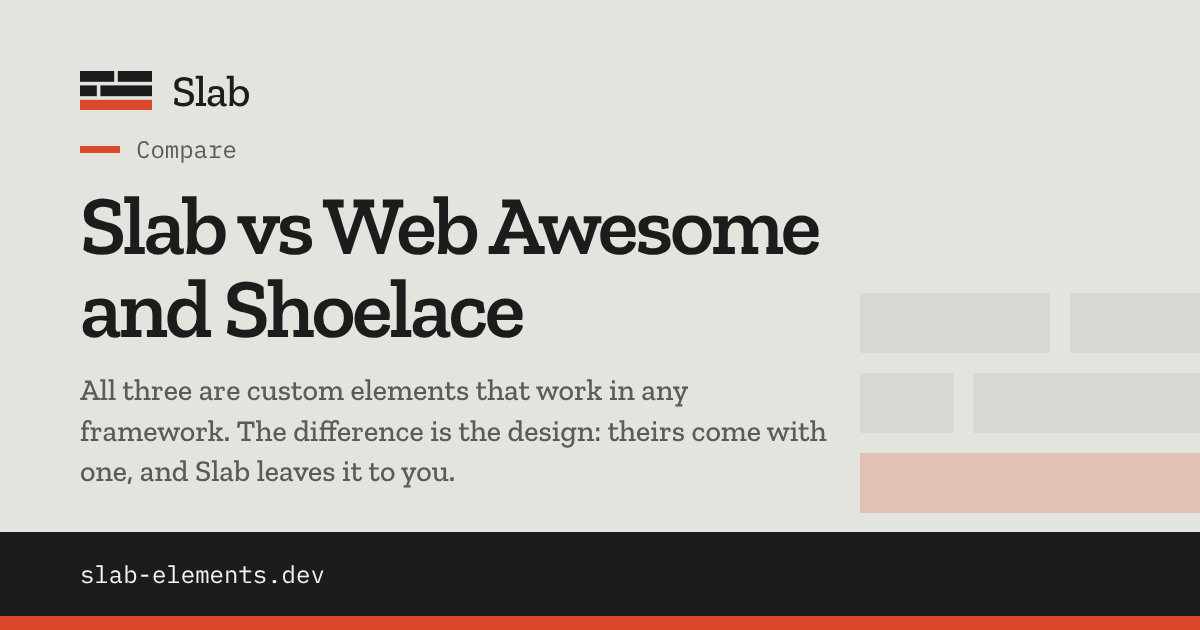 Slab
Compare
Slab vs Web Awesome
and Shoelace
All three are custom elements that work in any
framework. The difference is the design: theirs come with
one, and Slab leaves it to you.
slab-elements.dev